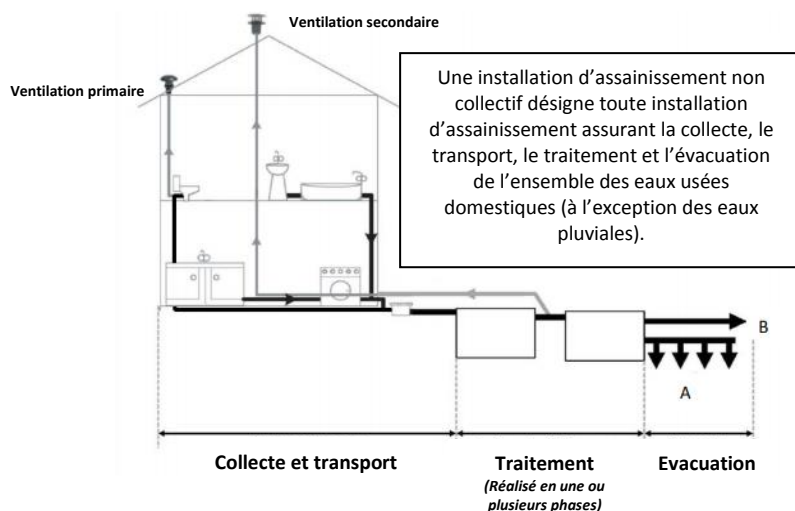 Ventilation secondaire
Ventilation primaire
Une installation d’assainissement non
collectif désigne toute installation
d’assainissement assurant la collecte, le
transport, le traitement et l’évacuation
de l’ensemble des eaux usées
domestiques (à l’exception des eaux
pluviales).
B
A
Collecte et transport
Traitement
(Réalisé en une ou
plusieurs phases)
Evacuation